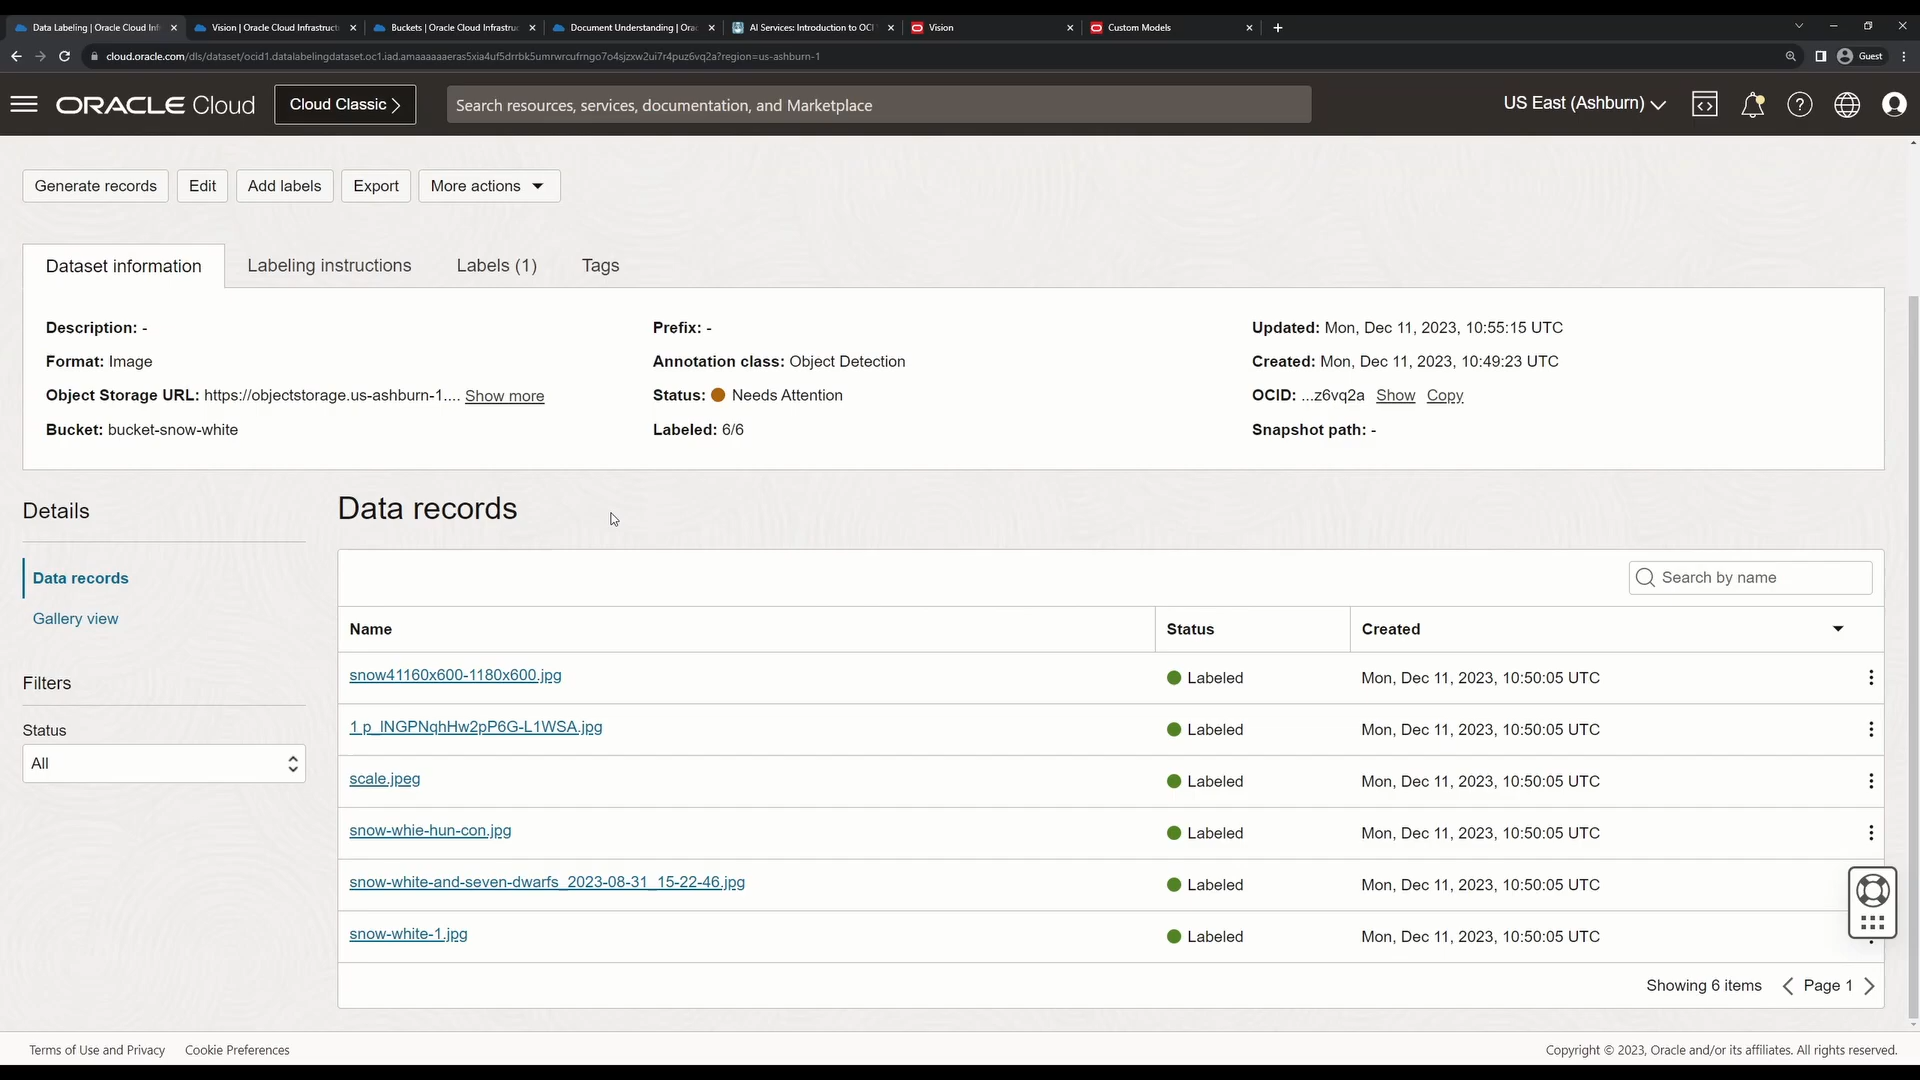 Data Labeling | Oracle Cloud Inf
Vision | Oracle Cloud Infrastruct
Buckets | Oracle Cloud Infrastruc
Document Understanding | Orac
AI Services: Introduction to OCI
Vision
Custom Models
cloud.oracle.com/dls/dataset/ocid1.datalabelingdataset.oc1.iad.amaaaaaaeras5xia4uf5drrbk5umrwrcufrngo7o4sjzxw2ui7r4puz6vq2a?region=us-ashburn-1
Guest
ORACLE Cloud
Cloud Classic >
Search resources, services, documentation, and Marketplace
US East (Ashburn)
Generate records
Edit
Add labels
Export
More actions
Dataset information
Labeling instructions
Labels (1)
Tags
Description: -
Format: Image
Object Storage URL: https://objectstorage.us-ashburn-1.... Show more
Bucket: bucket-snow-white
Prefix: -
Annotation class: Object Detection
Status: Needs Attention
Labeled: 6/6
Updated: Mon, Dec 11, 2023, 10:55:15 UTC
Created: Mon, Dec 11, 2023, 10:49:23 UTC
OCID: ...z6vq2a Show Copy
Snapshot path: -
Details
Data records
Gallery view
Filters
Status
All
Data records
Search by name
Name Status Created
snow41160x600-1180x600.jpg Labeled Mon, Dec 11, 2023, 10:50:05 UTC
1 p_lNGPNqhHw2pP6G-L1WSA.jpg Labeled Mon, Dec 11, 2023, 10:50:05 UTC
scale.jpeg Labeled Mon, Dec 11, 2023, 10:50:05 UTC
snow-whie-hun-con.jpg Labeled Mon, Dec 11, 2023, 10:50:05 UTC
snow-white-and-seven-dwarfs_2023-08-31_15-22-46.jpg Labeled Mon, Dec 11, 2023, 10:50:05 UTC
snow-white-1.jpg Labeled Mon, Dec 11, 2023, 10:50:05 UTC
Showing 6 items < Page 1 >
Terms of Use and Privacy
Cookie Preferences
Copyright © 2023, Oracle and/or its affiliates. All rights reserved.